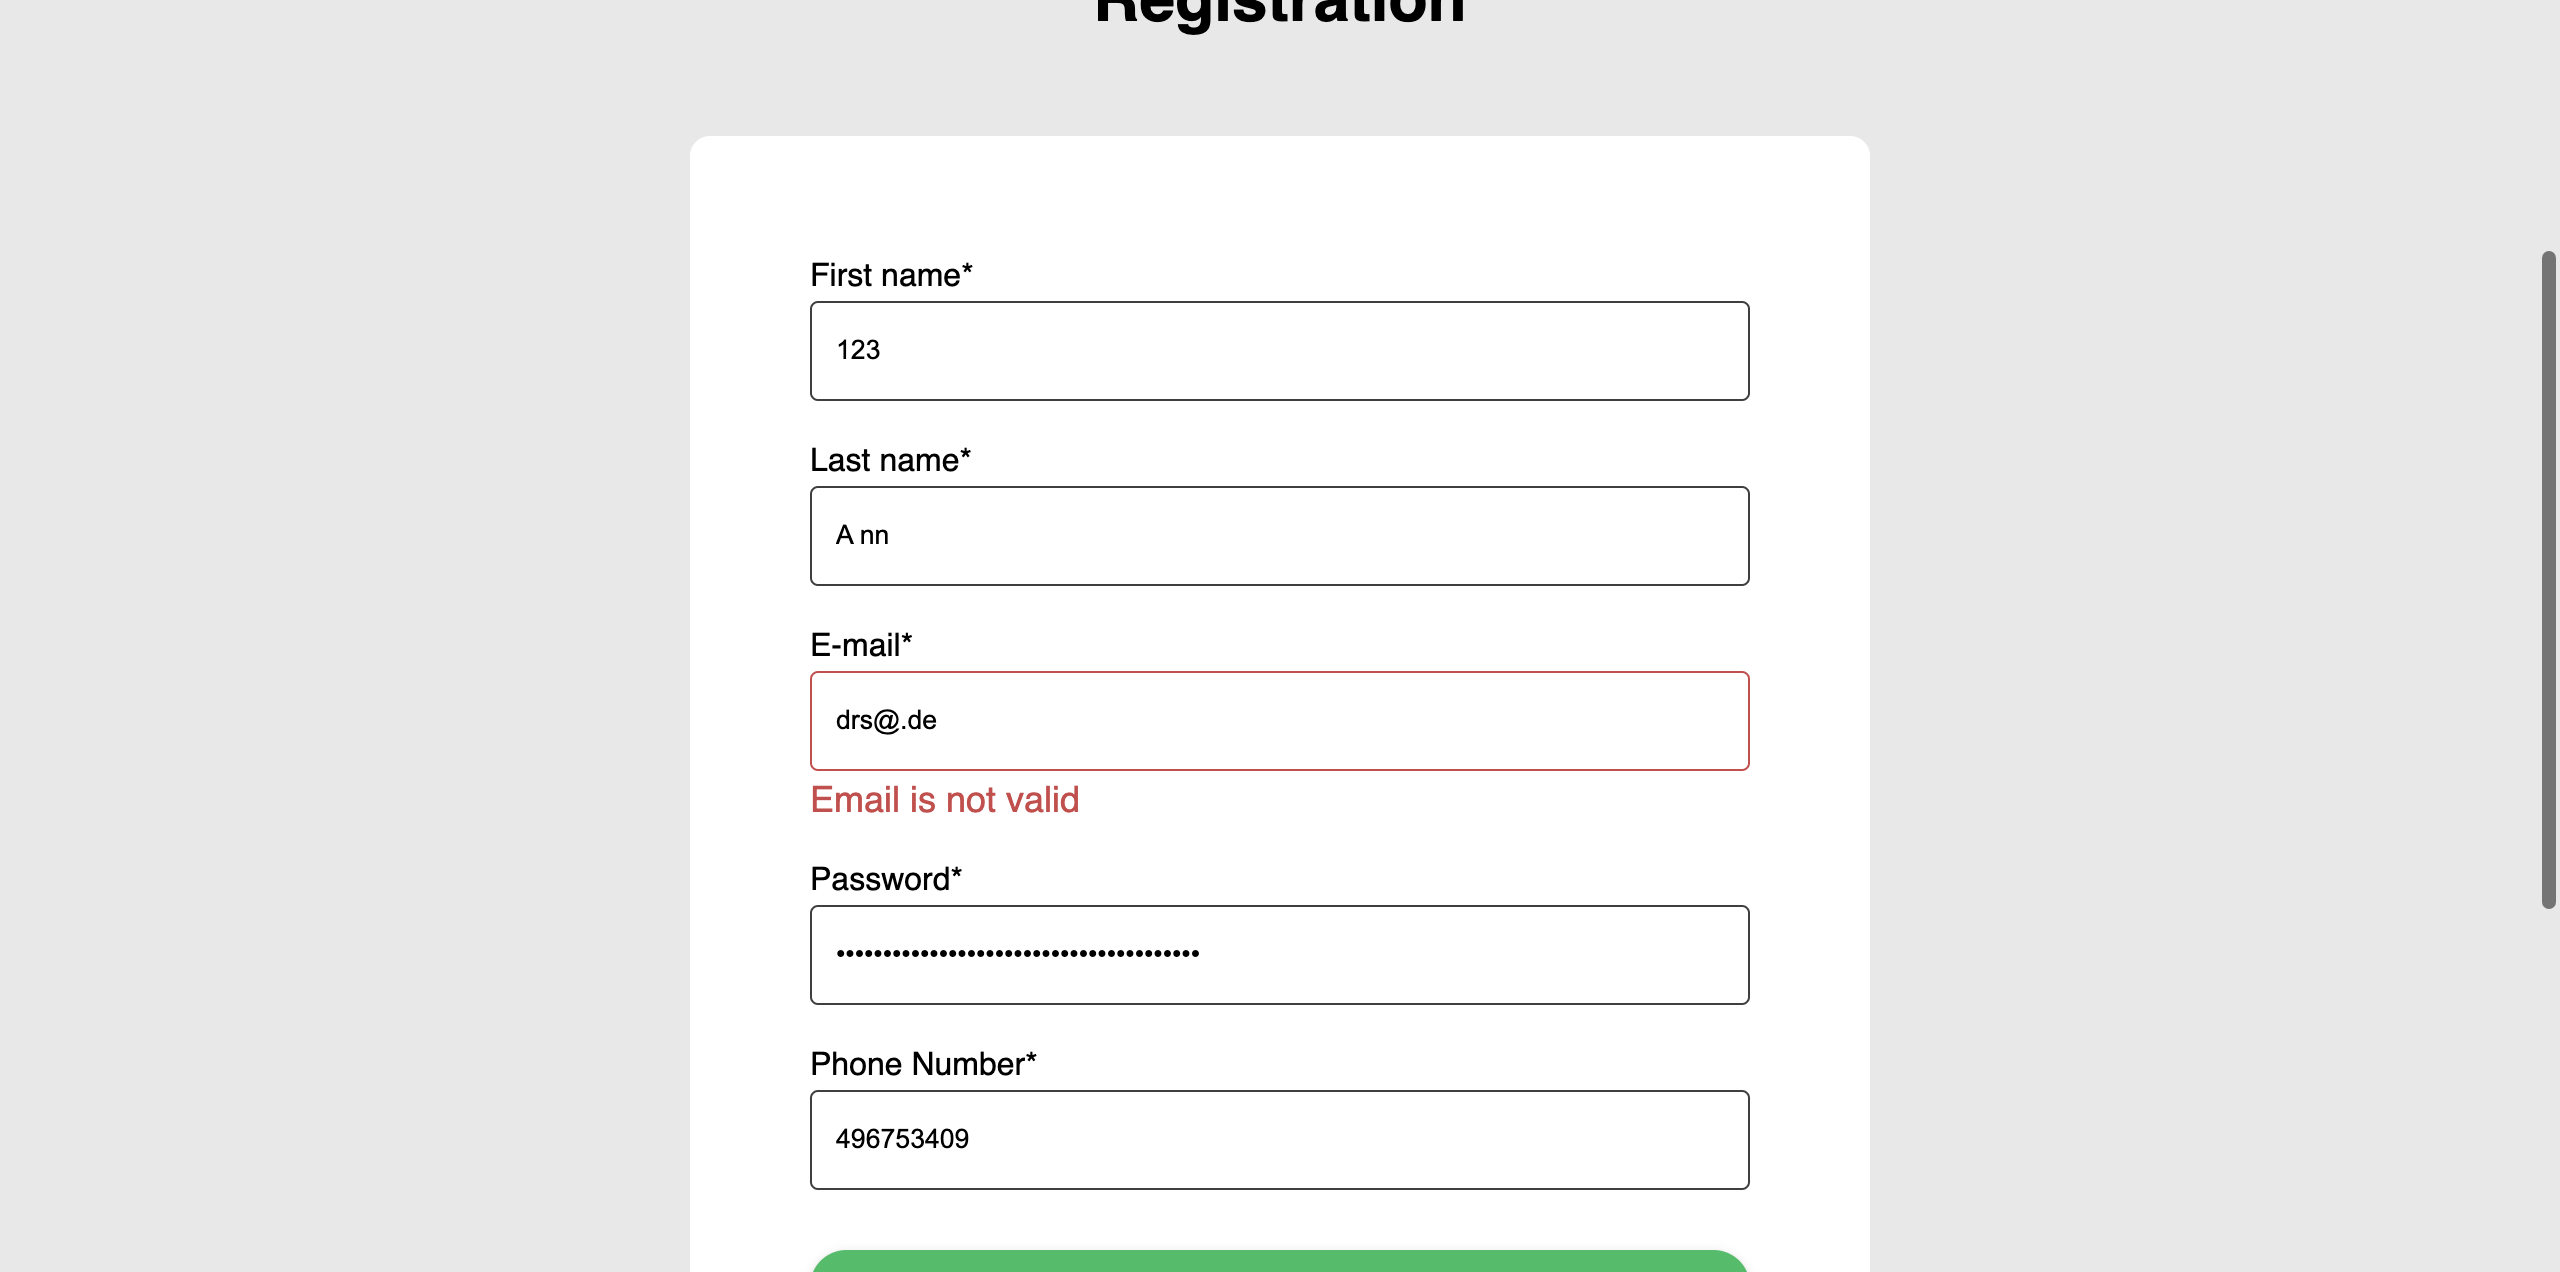 Registration
First name*
123
Last name*
A nn
E-mail*
drs@.de
Email is not valid
Password*
•••••••••••••••••••••••••••••••••••••••
Phone Number*
496753409